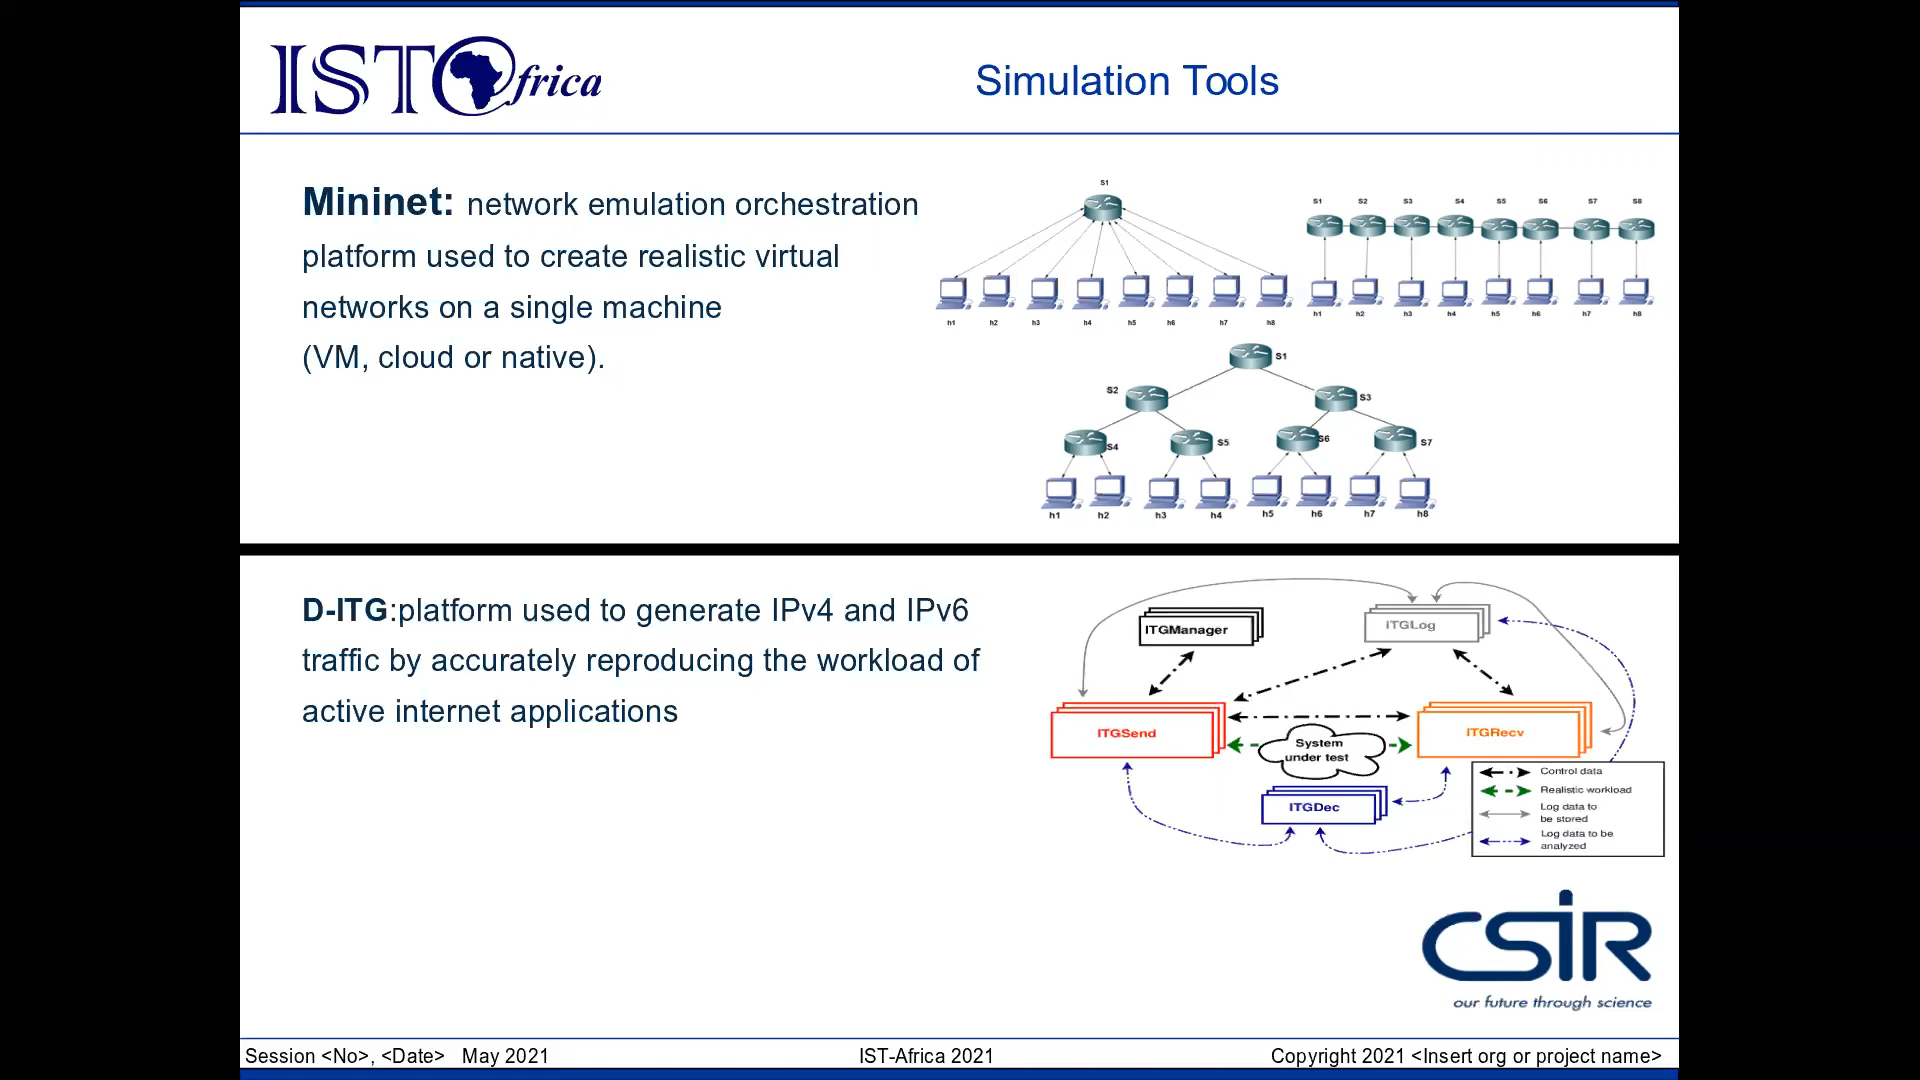 IST@frica
Simulation Tools
Mininet: network emulation orchestration
platform used to create realistic virtual
networks on a single machine
(VM, cloud or native).
S1
h1 h2 h3 h4 h5 h6 h7 h8
S1 S2 S3 S4 S5 S6 S7 S8
h1 h2 h3 h4 h5 h6 h7 h8
S1
S2 S3
S4 S5 S6 S7
h1 h2 h3 h4 h5 h6 h7 h8
D-ITG:platform used to generate IPv4 and IPv6
traffic by accurately reproducing the workload of
active internet applications
ITGManager
ITGLog
ITGSend
ITGRecv
System
under test
ITGDec
Control data
Realistic workload
Log data to
be stored
Log data to be
analyzed
CSIR
our future through science
Session <No>, <Date> May 2021
IST-Africa 2021
Copyright 2021 <Insert org or project name>